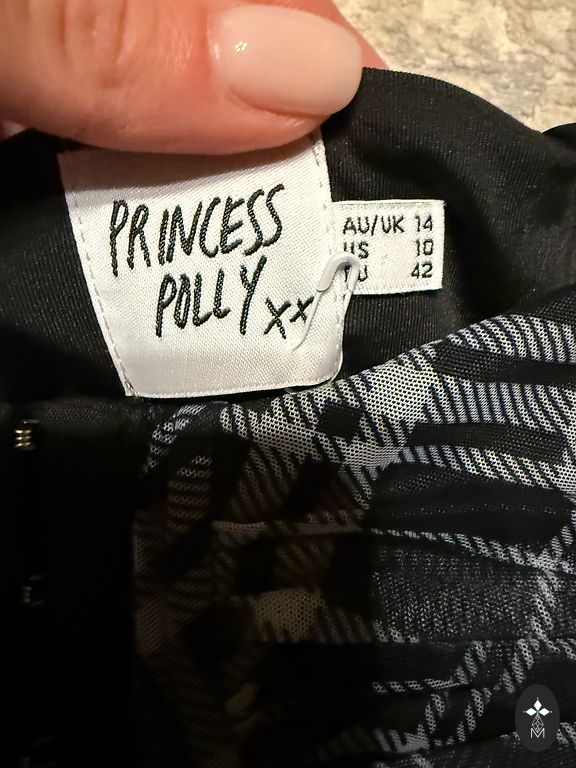 PRINCESS
POLLY xx
AU/UK 14
US 10
42